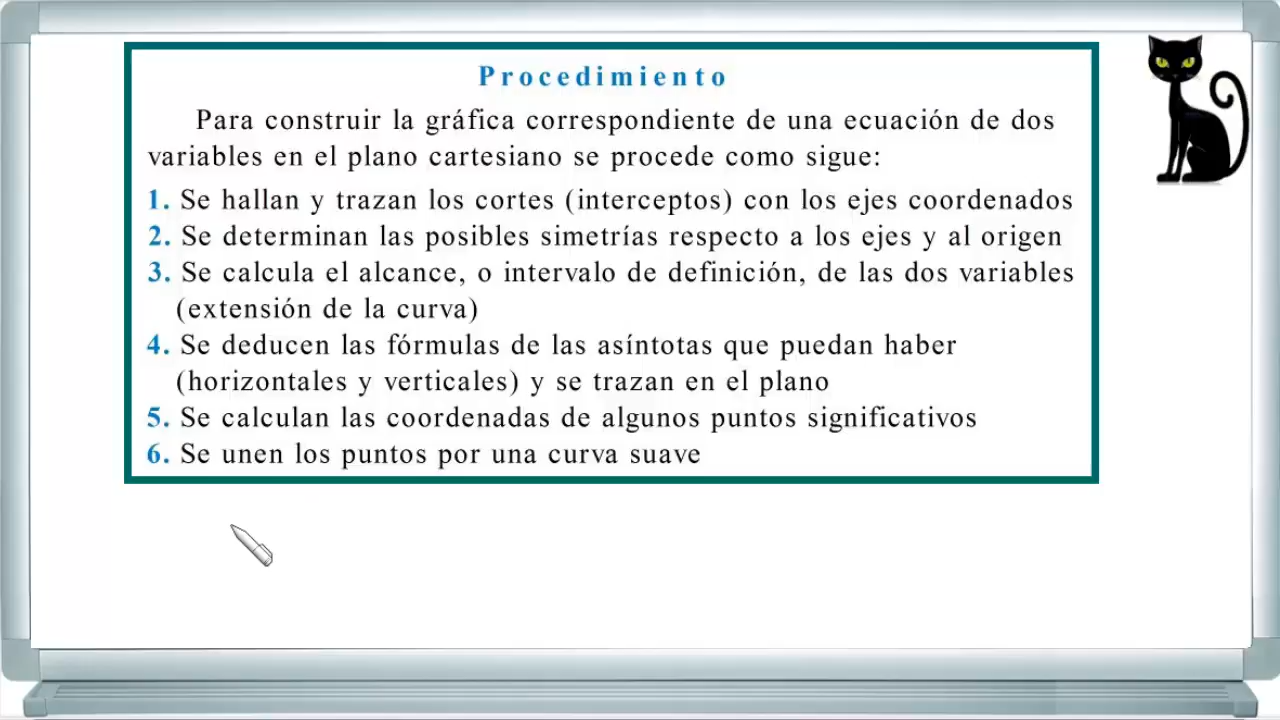 Procedimiento
Para construir la gráfica correspondiente de una ecuación de dos
variables en el plano cartesiano se procede como sigue:
1. Se hallan y trazan los cortes (interceptos) con los ejes coordenados
2. Se determinan las posibles simetrías respecto a los ejes y al origen
3. Se calcula el alcance, o intervalo de definición, de las dos variables
(extensión de la curva)
4. Se deducen las fórmulas de las asíntotas que puedan haber
(horizontales y verticales) y se trazan en el plano
5. Se calculan las coordenadas de algunos puntos significativos
6. Se unen los puntos por una curva suave